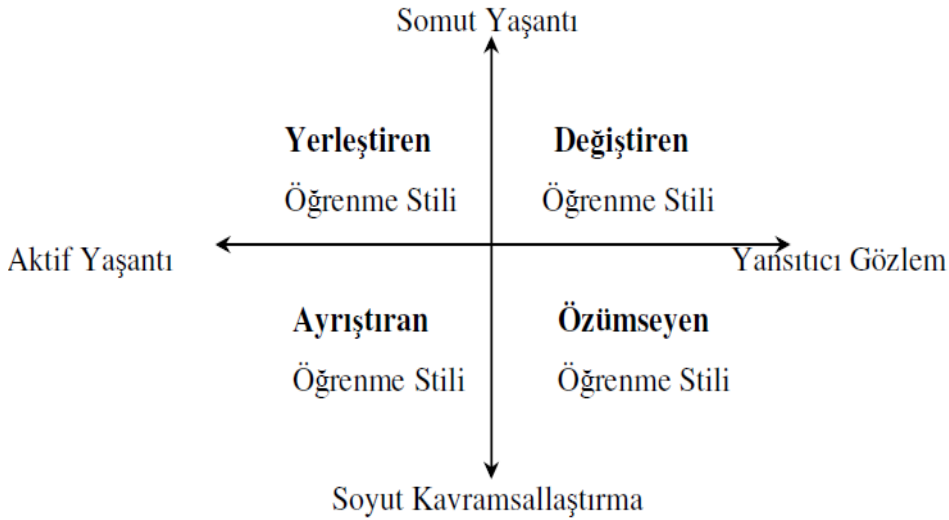 Somut Yaşantı
Yerleştiren
Öğrenme Stili
Değiştiren
Öğrenme Stili
Aktif Yaşantı
Yansıtıcı Gözlem
Ayrıştıran
Öğrenme Stili
Özümseyen
Öğrenme Stili
Soyut Kavramsallaştırma